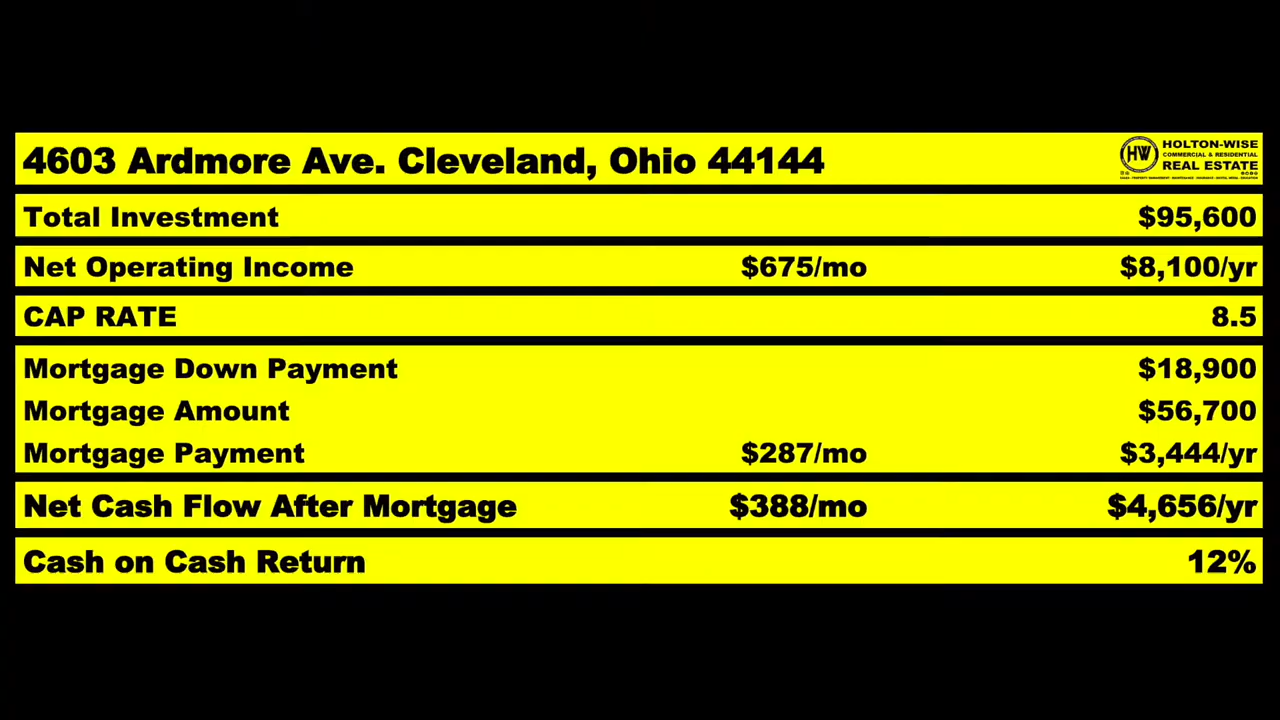 4603 Ardmore Ave. Cleveland, Ohio 44144
HW
HOLTON-WISE
COMMERCIAL & RESIDENTIAL
REAL ESTATE
Total Investment $95,600
Net Operating Income $675/mo $8,100/yr
CAP RATE 8.5
Mortgage Down Payment $18,900
Mortgage Amount $56,700
Mortgage Payment $287/mo $3,444/yr
Net Cash Flow After Mortgage $388/mo $4,656/yr
Cash on Cash Return 12%